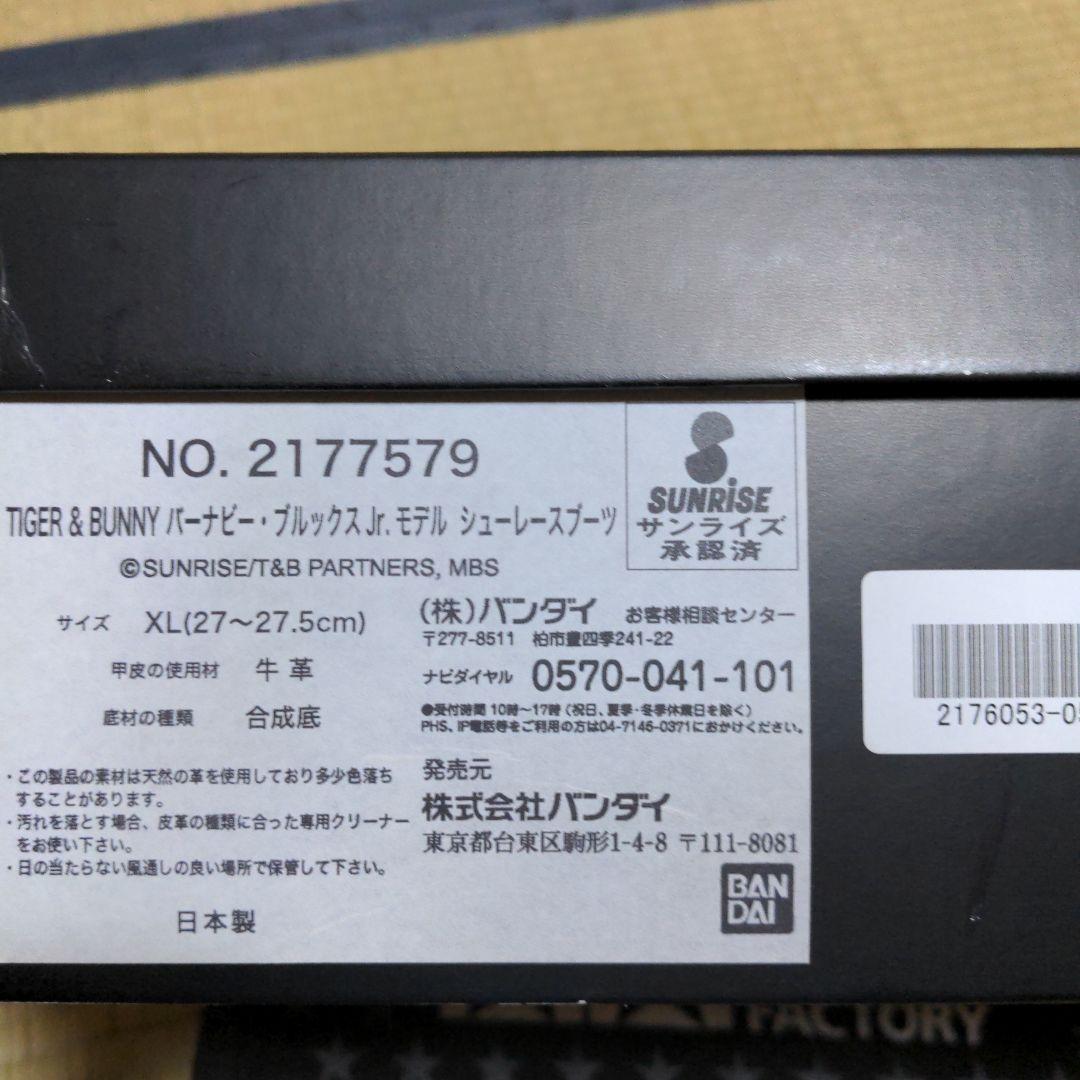 NO. 2177579
TIGER & BUNNY バーナビー・ブルックス Jr. モデル シューレースブーツ
©SUNRISE/T&B PARTNERS, MBS
SUNRiSE
サンライズ
承認済
サイズ XL(27～27.5cm)
甲皮の使用材 牛革
底材の種類 合成底
(株)バンダイ お客様相談センター
〒277-8511 柏市豊四季241-22
ナビダイヤル 0570-041-101
●受付時間 10時～17時 (祝日、夏季・冬季休業日を除く)
PHS、IP電話等をご利用の方は04-7146-0371におかけください。
・この製品の素材は天然の革を使用しており多少色落ち
することがあります。
・汚れを落とす場合、皮革の種類に合った専用クリーナー
をお使い下さい。
・日の当たらない風通しの良い場所で保管して下さい。
日本製
発売元
株式会社バンダイ
東京都台東区駒形1-4-8 〒111-8081
BAN
DAI
2176053-0
FACTORY